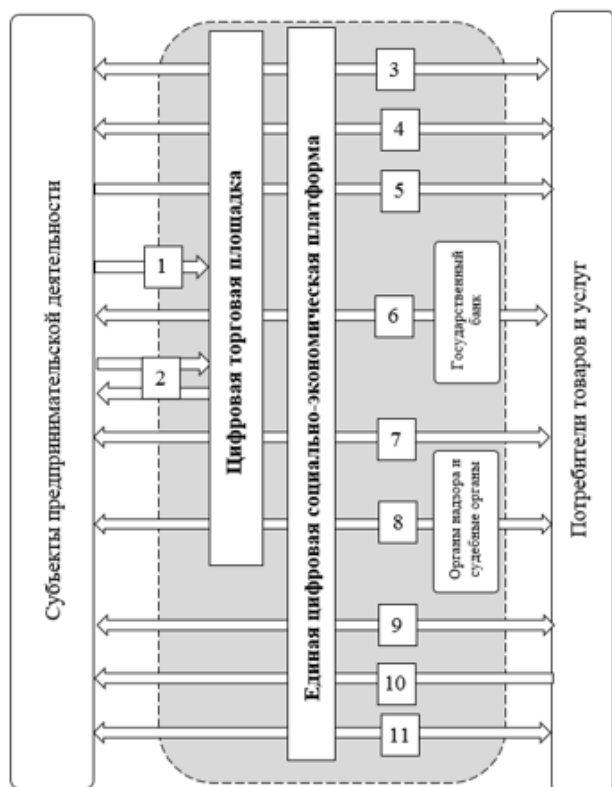 Субъекты предпринимательской деятельности
Цифровая торговая площадка
Единая цифровая социально-экономическая платформа
3
4
5
1
6
2
7
8
9
10
11
Государственный
банк
Органы надзора и
судебные органы
Потребители товаров и услуг